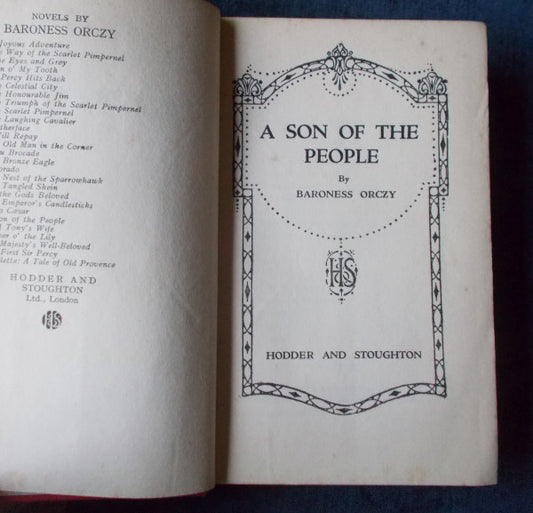 NOVELS BY
BARONESS ORCZY
Joyous Adventure
Way of the Scarlet Pimpernel
Eyes and Grey
o' My Tooth
Percy Hits Back
Celestial City
Honourable Jim
Triumph of the Scarlet Pimpernel
Scarlet Pimpernel
Laughing Cavalier
Repay
Old Man in the Corner
Brocade
Bronze Eagle
Nest of the Sparrowhawk
Tangled Skein
the Gods Beloved
Emperor's Candlesticks
Cæsar
of the People
Tony's Wife
o' the Lily
Majesty's Well-Beloved
First Sir Percy
A Tale of Old Provence
HODDER AND
STOUGHTON
Ltd., London
HS
A SON OF THE
PEOPLE
By
BARONESS ORCZY
HS
HODDER AND STOUGHTON